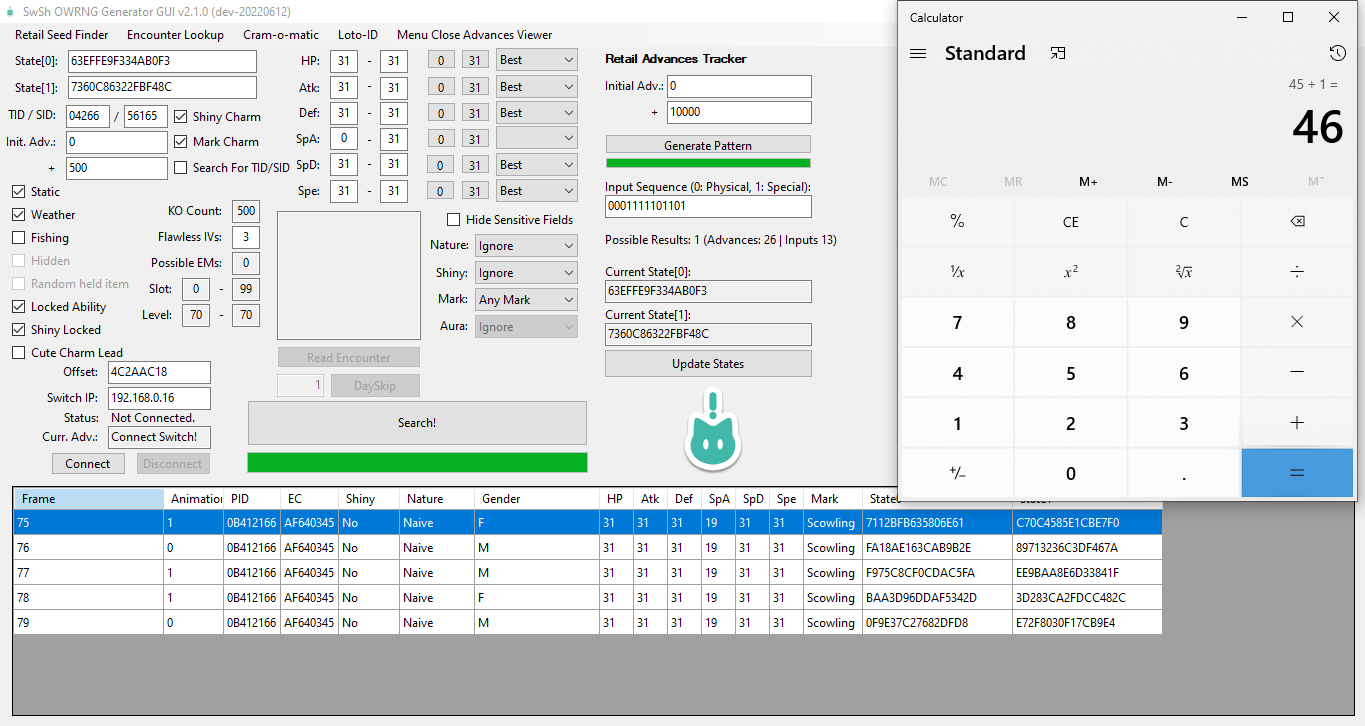 SwSh OWRNG Generator GUI v2.1.0 (dev-20220612)
Retail Seed Finder Encounter Lookup Cram-o-matic Loto-ID Menu Close Advances Viewer
State[0]: 63EFFE9F334AB0F3
State[1]: 7360C86322FBF48C
TID / SID: 04266 / 56165 Shiny Charm
Init. Adv.: 0 Mark Charm
+ 500 Search For TID/SID
Static
Weather
Fishing
Hidden
Random held item
Locked Ability
Shiny Locked
Cute Charm Lead
KO Count: 500
Flawless IVs: 3
Possible EMs: 0
Slot: 0 - 99
Level: 70 - 70
Offset: 4C2AAC18
Switch IP: 192.168.0.16
Status: Not Connected.
Curr. Adv.: Connect Switch!
Connect Disconnect
HP: 31 - 31 0 31 Best
Atk: 31 - 31 0 31 Best
Def: 31 - 31 0 31 Best
SpA: 0 - 31 0 31
SpD: 31 - 31 0 31 Best
Spe: 31 - 31 0 31 Best
Hide Sensitive Fields
Nature: Ignore
Shiny: Ignore
Mark: Any Mark
Aura: Ignore
Read Encounter
1 DaySkip
Search!
Retail Advances Tracker
Initial Adv.: 0
+ 10000
Generate Pattern
Input Sequence (0: Physical, 1: Special):
0001111101101
Possible Results: 1 (Advances: 26 | Inputs 13)
Current State[0]:
63EFFE9F334AB0F3
Current State[1]:
7360C86322FBF48C
Update States
Calculator
Standard
45 + 1 =
46
MC MR M+ M- MS Mˇ
% CE C
¹/x x² ²√x ÷
7 8 9 ×
4 5 6 −
1 2 3 +
+/− 0 . =
Frame Animation PID EC Shiny Nature Gender HP Atk Def SpA SpD Spe Mark State0 State1
75 1 0B412166 AF640345 No Naive F 31 31 31 19 31 31 Scowling 7112BFB635806E61 C70C4585E1CBE7F0
76 0 0B412166 AF640345 No Naive M 31 31 31 19 31 31 Scowling FA18AE163CAB9B2E 89713236C3DF467A
77 1 0B412166 AF640345 No Naive M 31 31 31 19 31 31 Scowling F975C8CF0CDAC5FA EE9BAA8E6D33841F
78 1 0B412166 AF640345 No Naive F 31 31 31 19 31 31 Scowling BAA3D96DDAF5342D 3D283CA2FDCC482C
79 0 0B412166 AF640345 No Naive M 31 31 31 19 31 31 Scowling 0F9E37C27682DFD8 E72F8030F17CB9E4